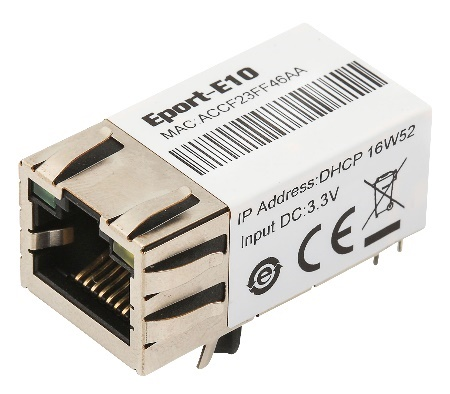 Eport-E10
MAC:ACCF23FF46AA
IP Address:DHCP 16W52
Input DC:3.3V
CE